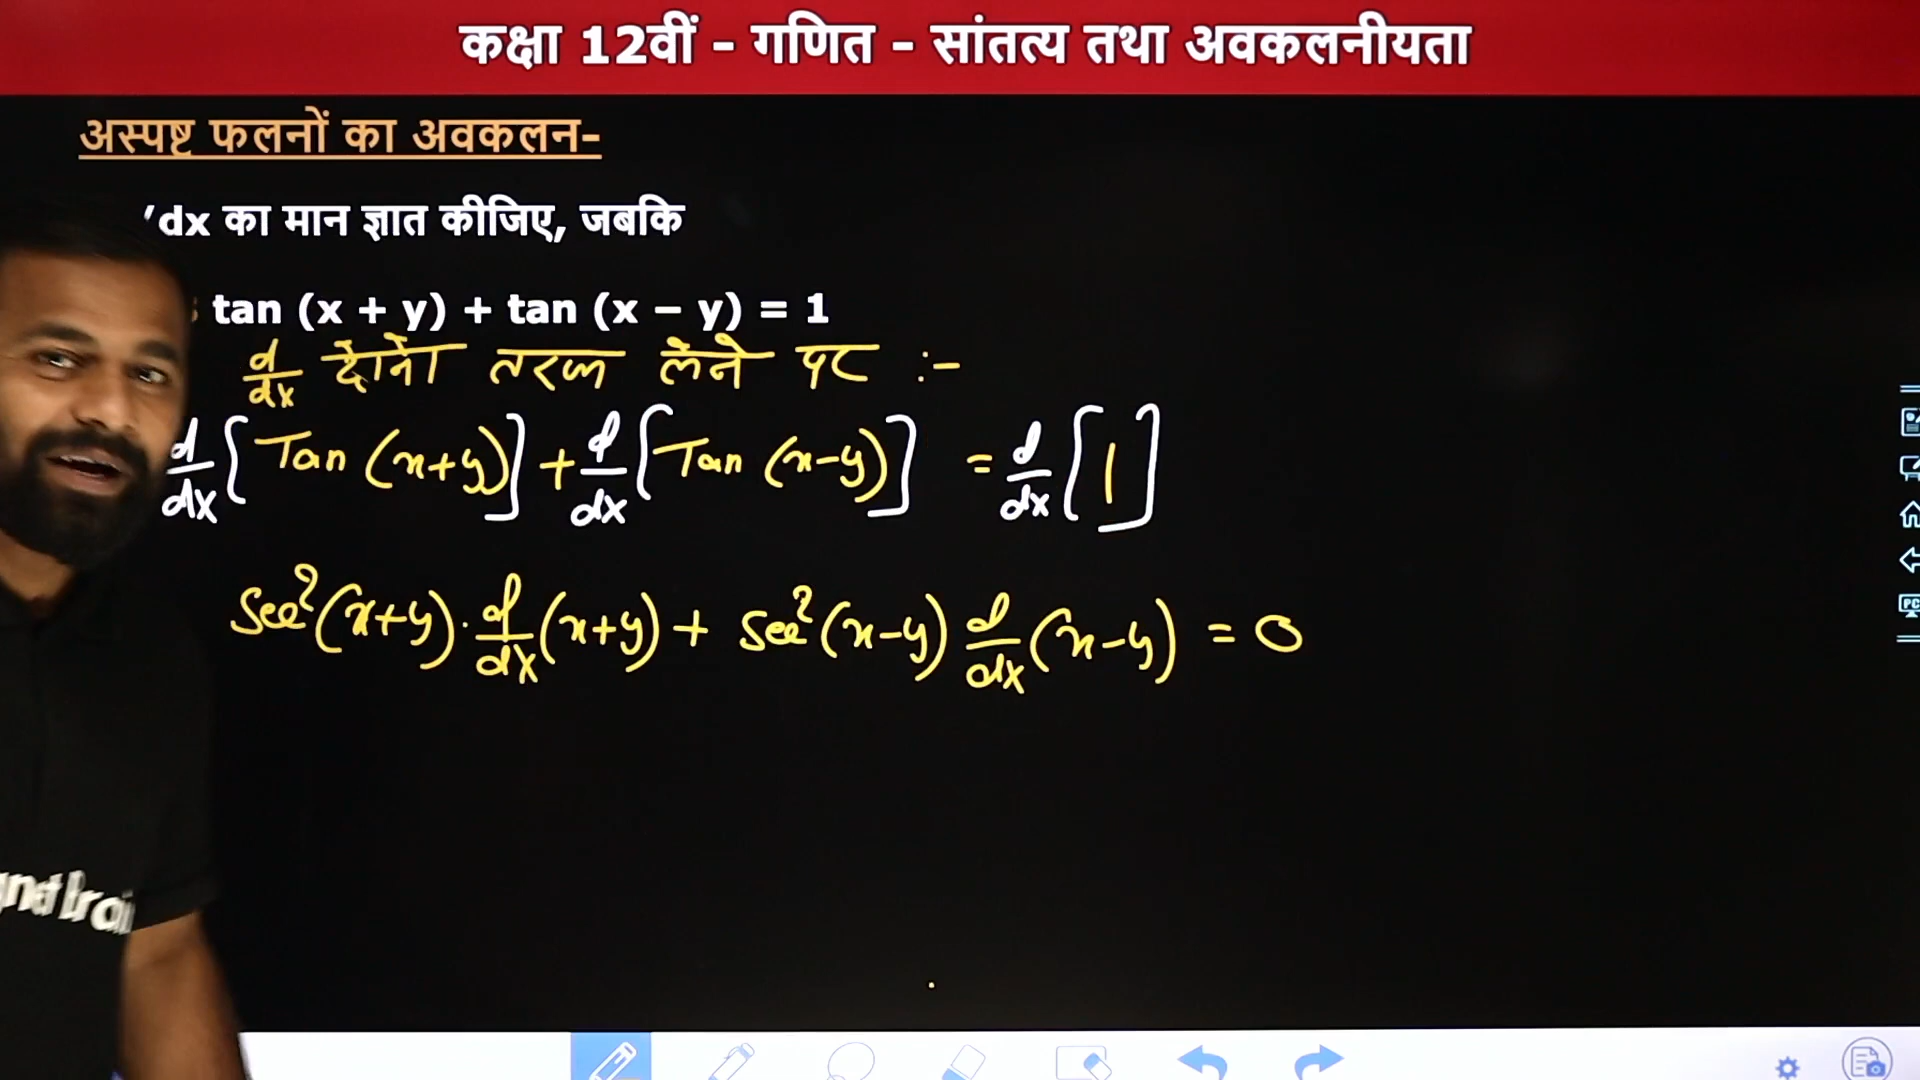 कक्षा 12वीं - गणित - सांतत्य तथा अवकलनीयता
अस्पष्ट फलनों का अवकलन-
’dx का मान ज्ञात कीजिए, जबकि
tan (x + y) + tan (x − y) = 1
d/dx दोनो तरफ लेने पर :-
d/dx [Tan (x+y)] + d/dx [Tan (x-y)] = d/dx [1]
Sec²(x+y)·d/dx(x+y) + Sec²(x-y) d/dx(x-y) = 0
PC